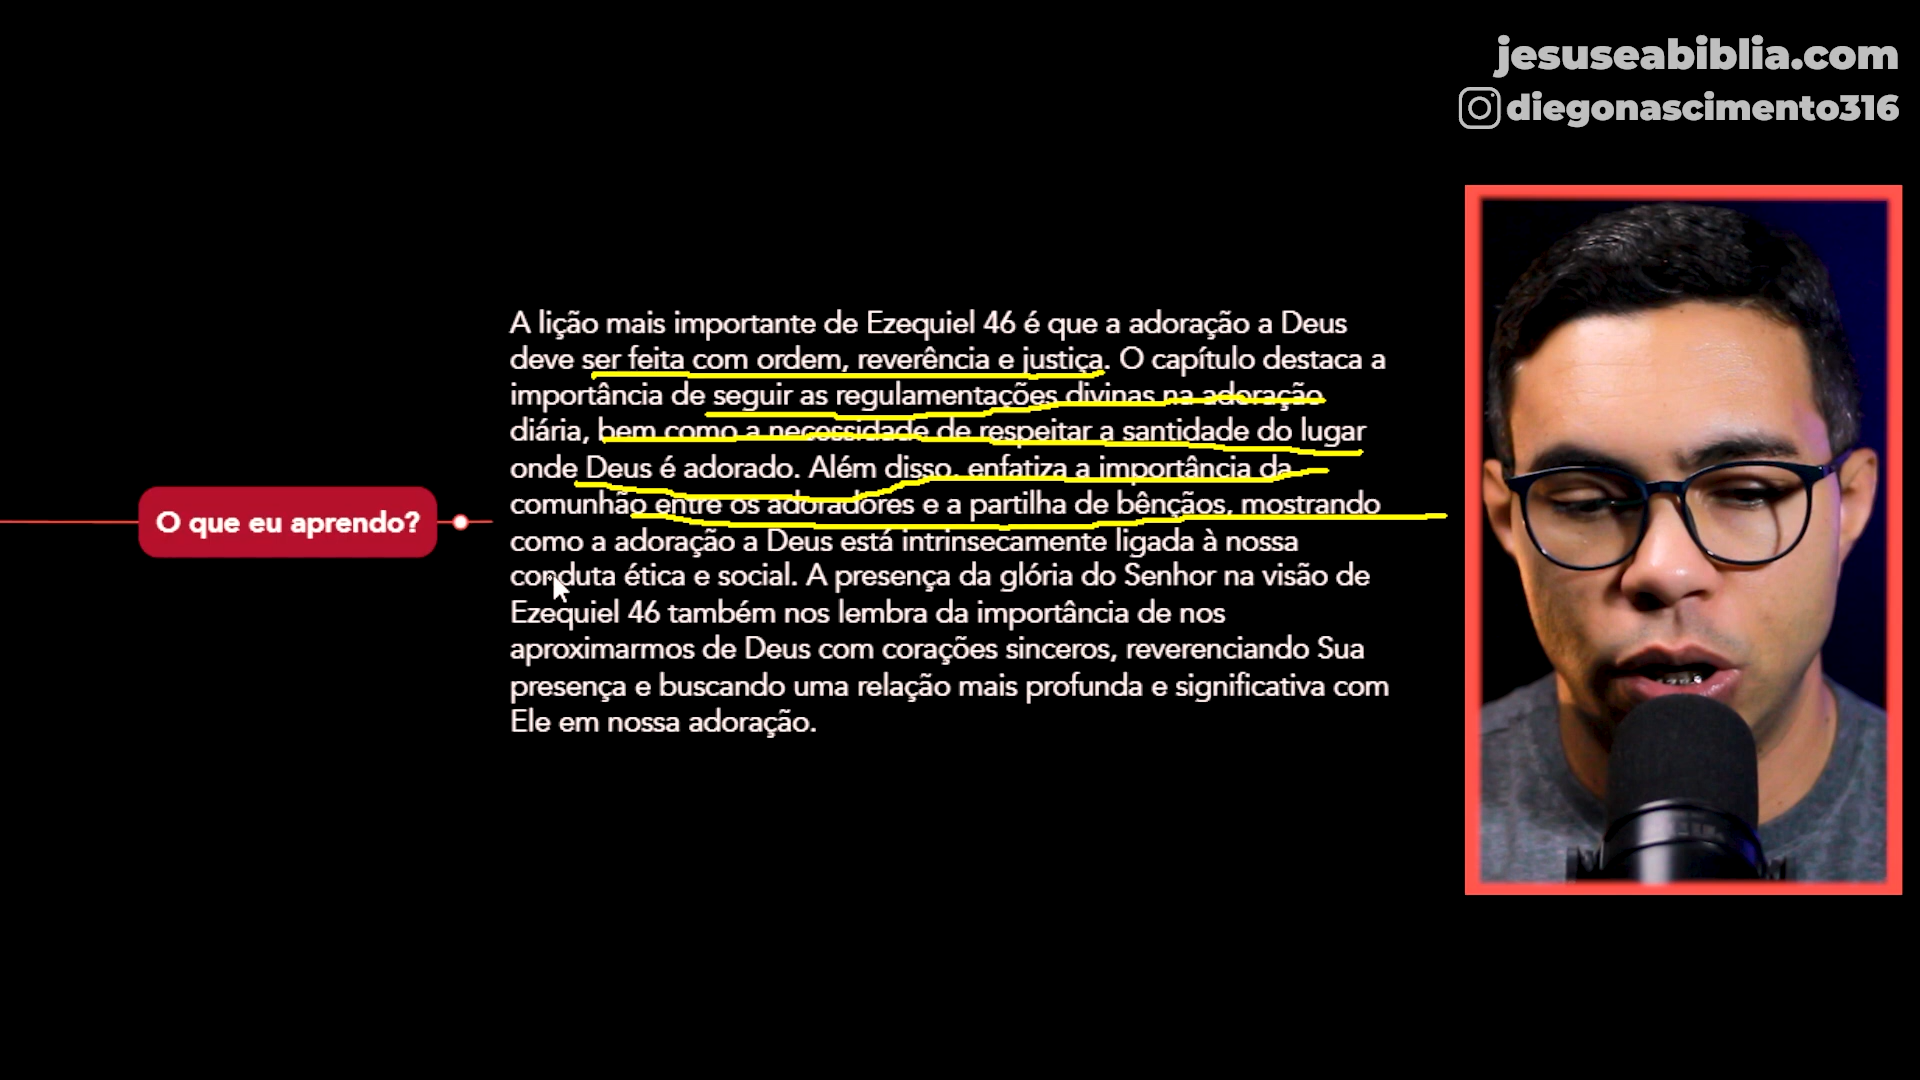 jesuseabiblia.com
diegonascimento316
A lição mais importante de Ezequiel 46 é que a adoração a Deus
deve ser feita com ordem, reverência e justiça. O capítulo destaca a
importância de seguir as regulamentações divinas na adoração
diária, bem como a necessidade de respeitar a santidade do lugar
onde Deus é adorado. Além disso, enfatiza a importância da
comunhão entre os adoradores e a partilha de bênçãos, mostrando
como a adoração a Deus está intrinsecamente ligada à nossa
conduta ética e social. A presença da glória do Senhor na visão de
Ezequiel 46 também nos lembra da importância de nos
aproximarmos de Deus com corações sinceros, reverenciando Sua
presença e buscando uma relação mais profunda e significativa com
Ele em nossa adoração.
O que eu aprendo?